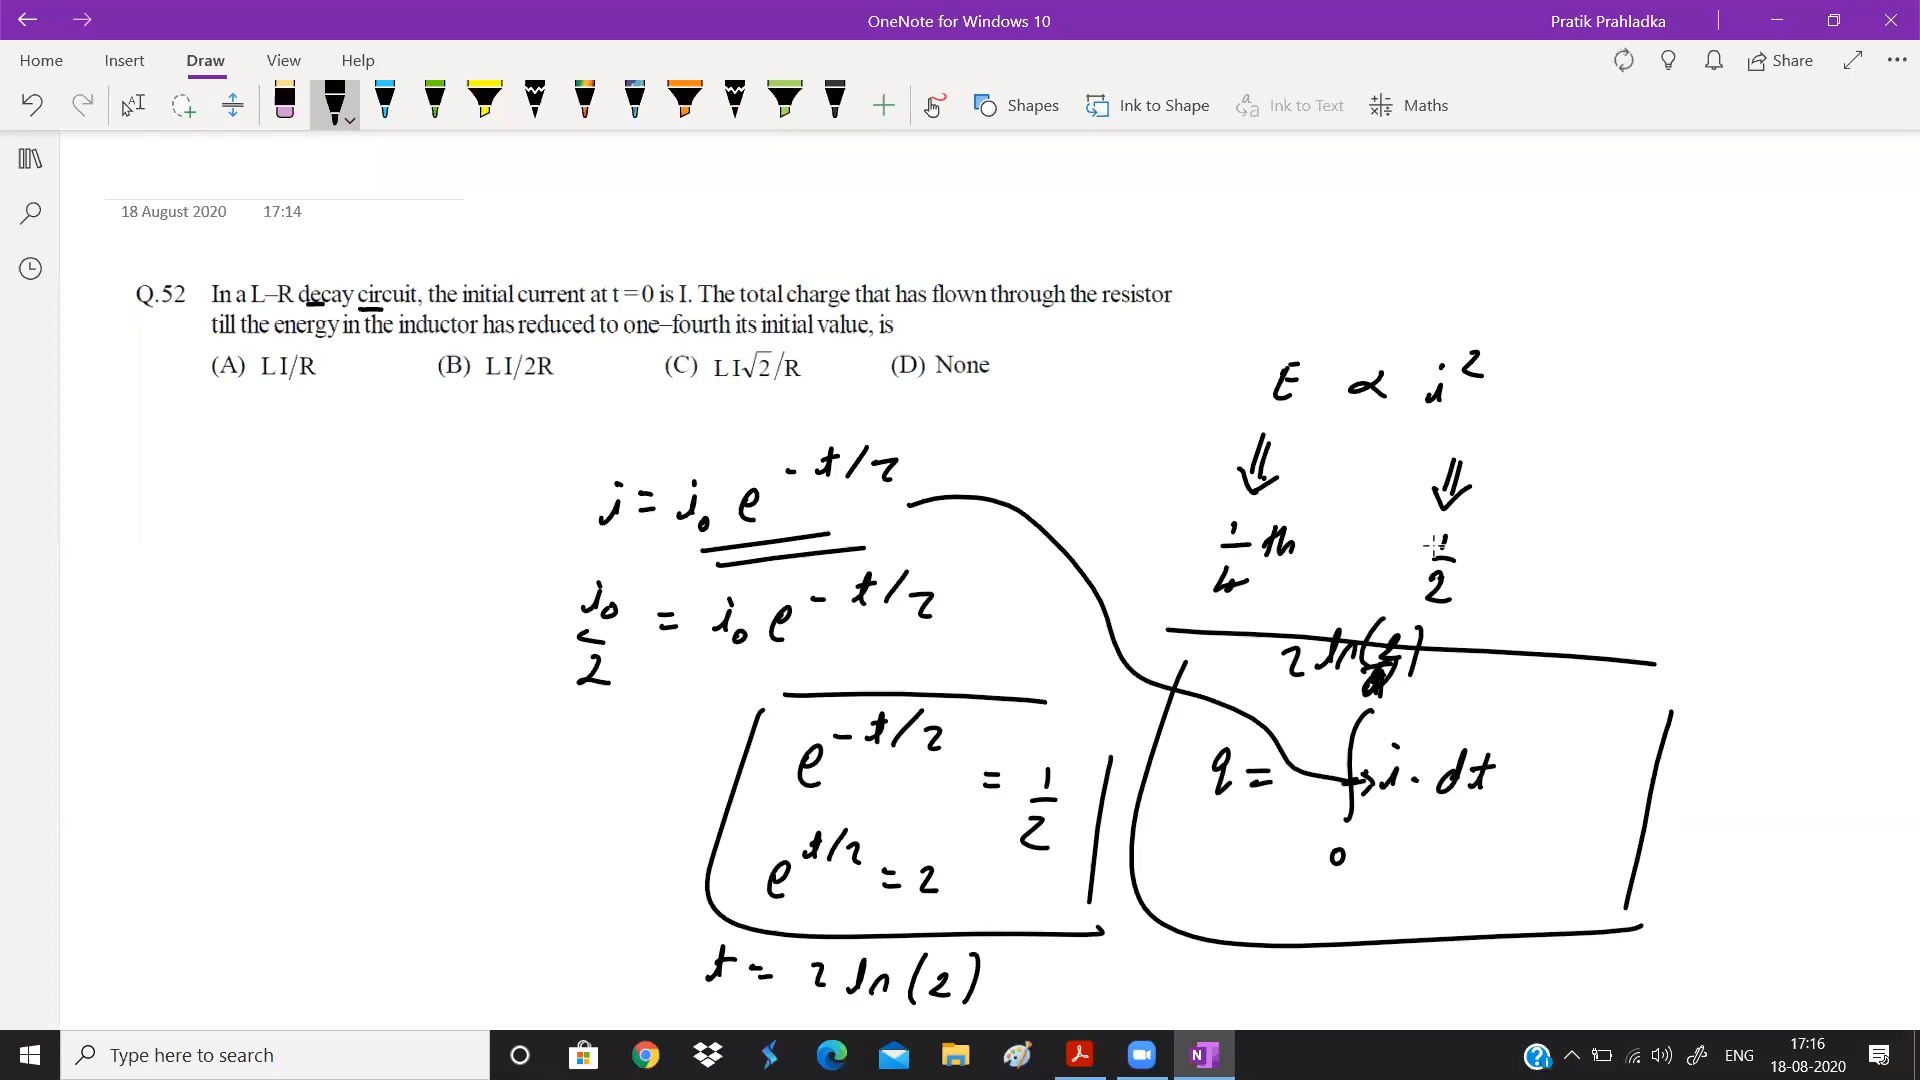 OneNote for Windows 10
Pratik Prahladka
Home Insert Draw View Help
Share
Shapes Ink to Shape Ink to Text Maths
18 August 2020 17:14
Q.52 In a L–R decay circuit, the initial current at t = 0 is I. The total charge that has flown through the resistor
till the energy in the inductor has reduced to one–fourth its initial value, is
(A) L I/R (B) L I/2R (C) L I√2/R (D) None
E ∝ i²
i = i₀ e^(-t/τ)
1/4 th 1/2
i₀/2 = i₀ e^(-t/τ)
τ ln(2)
e^(-t/τ) = 1/2
q = ∫₀ i · dt
e^(t/τ) = 2
t = τ ln(2)
Type here to search
ENG
17:16
18-08-2020